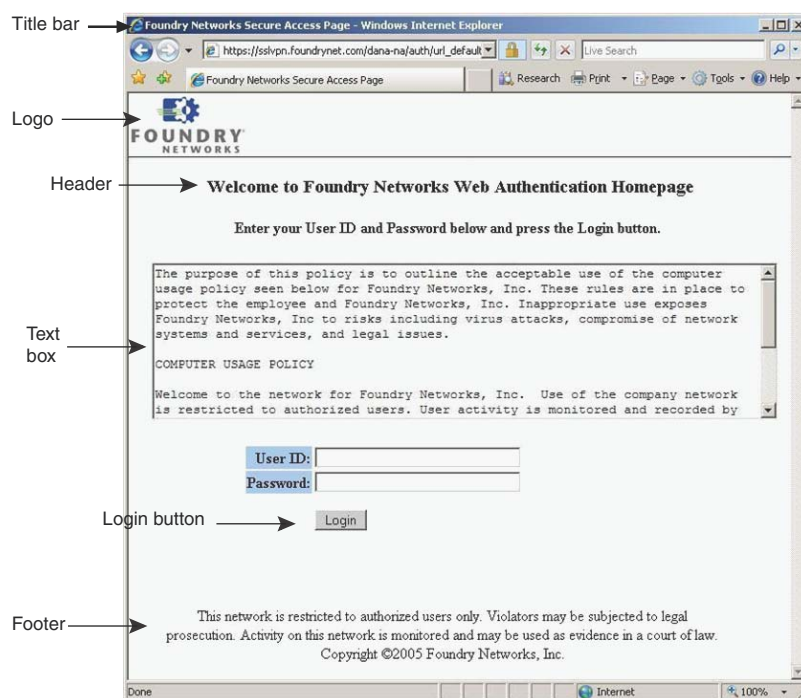 Title bar
Foundry Networks Secure Access Page - Windows Internet Explorer
https://sslvpn.foundrynet.com/dana-na/auth/url_default
Live Search
Foundry Networks Secure Access Page
Research Print Page Tools Help
Logo
FOUNDRY
NETWORKS
Header
Welcome to Foundry Networks Web Authentication Homepage
Enter your User ID and Password below and press the Login button.
Text
box
The purpose of this policy is to outline the acceptable use of the computer
usage policy seen below for Foundry Networks, Inc. These rules are in place to
protect the employee and Foundry Networks, Inc. Inappropriate use exposes
Foundry Networks, Inc to risks including virus attacks, compromise of network
systems and services, and legal issues.
COMPUTER USAGE POLICY
Welcome to the network for Foundry Networks, Inc.  Use of the company network
is restricted to authorized users. User activity is monitored and recorded by
User ID:
Password:
Login button
Login
Footer
This network is restricted to authorized users only. Violators may be subjected to legal
prosecution. Activity on this network is monitored and may be used as evidence in a court of law.
Copyright ©2005 Foundry Networks, Inc.
Done
Internet
100%